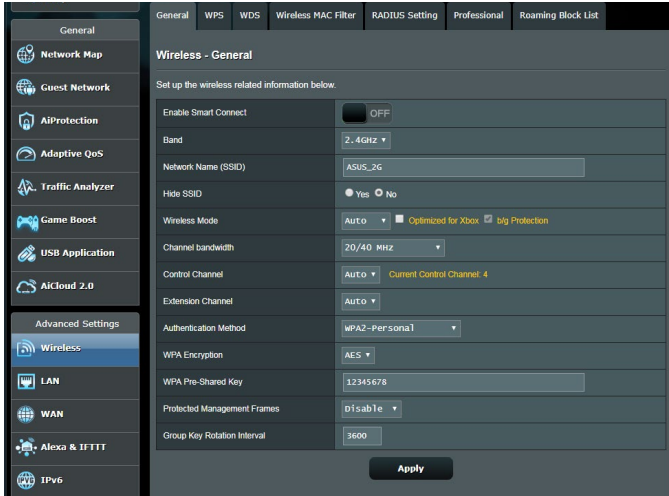 General
Network Map
Guest Network
AiProtection
Adaptive QoS
Traffic Analyzer
Game Boost
USB Application
AiCloud 2.0
Advanced Settings
Wireless
LAN
WAN
Alexa & IFTTT
IPv6
General WPS WDS Wireless MAC Filter RADIUS Setting Professional Roaming Block List
Wireless - General
Set up the wireless related information below.
Enable Smart Connect OFF
Band 2.4GHz
Network Name (SSID) ASUS_2G
Hide SSID Yes No
Wireless Mode Auto Optimized for Xbox b/g Protection
Channel bandwidth 20/40 MHz
Control Channel Auto Current Control Channel: 4
Extension Channel Auto
Authentication Method WPA2-Personal
WPA Encryption AES
WPA Pre-Shared Key 12345678
Protected Management Frames Disable
Group Key Rotation Interval 3600
Apply